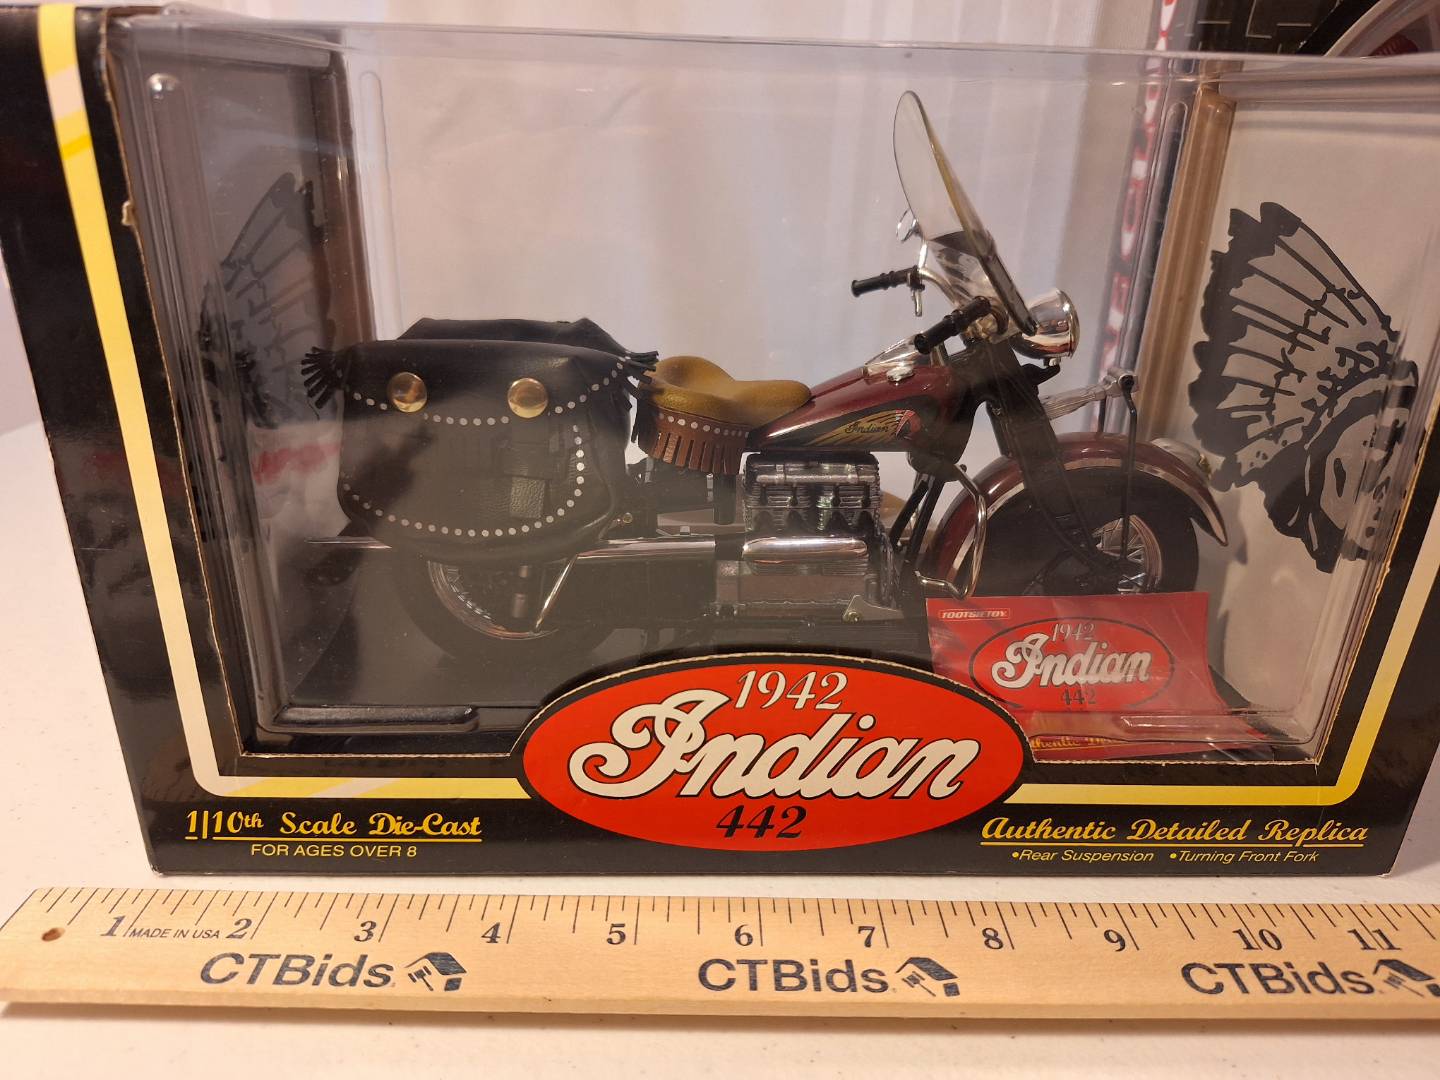 Indian
TOOTSIETOY
1942
Indian
442
1942
Indian
442
1|10th Scale Die-Cast
FOR AGES OVER 8
Authentic Detailed Replica
•Rear Suspension •Turning Front Fork
1 MADE IN USA 2 3 4 5 6 7 8 9 10 11
CTBids CTBids CTBids